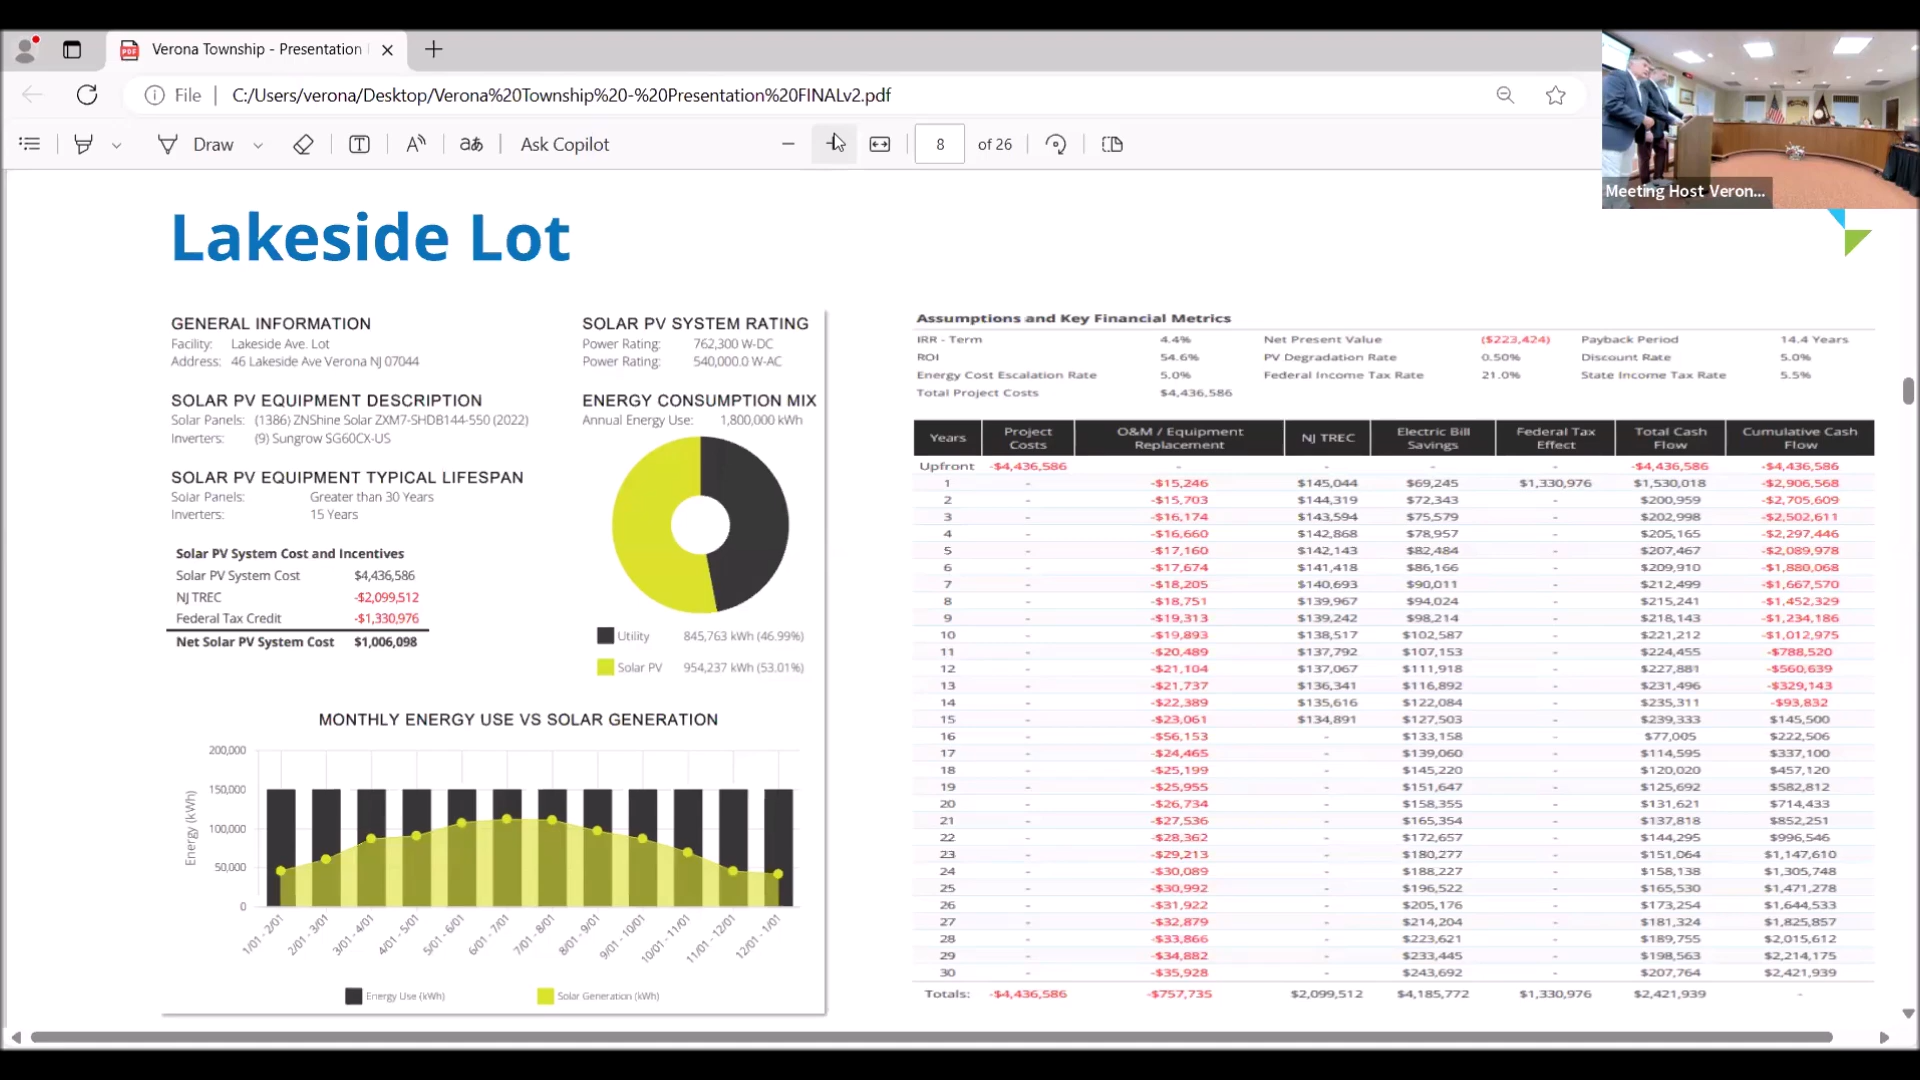 Verona Township - Presentation
File
C:/Users/verona/Desktop/Verona%20Township%20-%20Presentation%20FINALv2.pdf
Draw
Ask Copilot
8 of 26
Meeting Host Veron...
Lakeside Lot
GENERAL INFORMATION
Facility: Lakeside Ave. Lot
Address: 46 Lakeside Ave Verona NJ 07044
SOLAR PV EQUIPMENT DESCRIPTION
Solar Panels: (1386) ZNShine Solar ZXM7-SHDB144-550 (2022)
Inverters: (9) Sungrow SG60CX-US
SOLAR PV EQUIPMENT TYPICAL LIFESPAN
Solar Panels: Greater than 30 Years
Inverters: 15 Years
Solar PV System Cost and Incentives
Solar PV System Cost $4,436,586
NJ TREC -$2,099,512
Federal Tax Credit -$1,330,976
Net Solar PV System Cost $1,006,098
SOLAR PV SYSTEM RATING
Power Rating: 762,300 W-DC
Power Rating: 540,000.0 W-AC
ENERGY CONSUMPTION MIX
Annual Energy Use: 1,800,000 kWh
Utility 845,763 kWh (46.99%)
Solar PV 954,237 kWh (53.01%)
MONTHLY ENERGY USE VS SOLAR GENERATION
Energy (kWh)
200,000
150,000
100,000
50,000
0
1/01 - 2/01
2/01 - 3/01
3/01 - 4/01
4/01 - 5/01
5/01 - 6/01
6/01 - 7/01
7/01 - 8/01
8/01 - 9/01
9/01 - 10/01
10/01 - 11/01
11/01 - 12/01
12/01 - 1/01
Energy Use (kWh) Solar Generation (kWh)
Assumptions and Key Financial Metrics
IRR - Term 4.4% Net Present Value ($223,424) Payback Period 14.4 Years
ROI 54.6% PV Degradation Rate 0.50% Discount Rate 5.0%
Energy Cost Escalation Rate 5.0% Federal Income Tax Rate 21.0% State Income Tax Rate 5.5%
Total Project Costs $4,436,586
Years Project Costs O&M / Equipment Replacement NJ TREC Electric Bill Savings Federal Tax Effect Total Cash Flow Cumulative Cash Flow
Upfront -$4,436,586 - - - - -$4,436,586 -$4,436,586
1 - -$15,246 $145,044 $69,245 $1,330,976 $1,530,018 -$2,906,568
2 - -$15,703 $144,319 $72,343 - $200,959 -$2,705,609
3 - -$16,174 $143,594 $75,579 - $202,998 -$2,502,611
4 - -$16,660 $142,868 $78,957 - $205,165 -$2,297,446
5 - -$17,160 $142,143 $82,484 - $207,467 -$2,089,978
6 - -$17,674 $141,418 $86,166 - $209,910 -$1,880,068
7 - -$18,205 $140,693 $90,011 - $212,499 -$1,667,570
8 - -$18,751 $139,967 $94,024 - $215,241 -$1,452,329
9 - -$19,313 $139,242 $98,214 - $218,143 -$1,234,186
10 - -$19,893 $138,517 $102,587 - $221,212 -$1,012,975
11 - -$20,489 $137,792 $107,153 - $224,455 -$788,520
12 - -$21,104 $137,067 $111,918 - $227,881 -$560,639
13 - -$21,737 $136,341 $116,892 - $231,496 -$329,143
14 - -$22,389 $135,616 $122,084 - $235,311 -$93,832
15 - -$23,061 $134,891 $127,503 - $239,333 $145,500
16 - -$56,153 - $133,158 - $77,005 $222,506
17 - -$24,465 - $139,060 - $114,595 $337,100
18 - -$25,199 - $145,220 - $120,020 $457,120
19 - -$25,955 - $151,647 - $125,692 $582,812
20 - -$26,734 - $158,355 - $131,621 $714,433
21 - -$27,536 - $165,354 - $137,818 $852,251
22 - -$28,362 - $172,657 - $144,295 $996,546
23 - -$29,213 - $180,277 - $151,064 $1,147,610
24 - -$30,089 - $188,227 - $158,138 $1,305,748
25 - -$30,992 - $196,522 - $165,530 $1,471,278
26 - -$31,922 - $205,176 - $173,254 $1,644,533
27 - -$32,879 - $214,204 - $181,324 $1,825,857
28 - -$33,866 - $223,621 - $189,755 $2,015,612
29 - -$34,882 - $233,445 - $198,563 $2,214,175
30 - -$35,928 - $243,692 - $207,764 $2,421,939
Totals: -$4,436,586 -$757,735 $2,099,512 $4,185,772 $1,330,976 $2,421,939 -